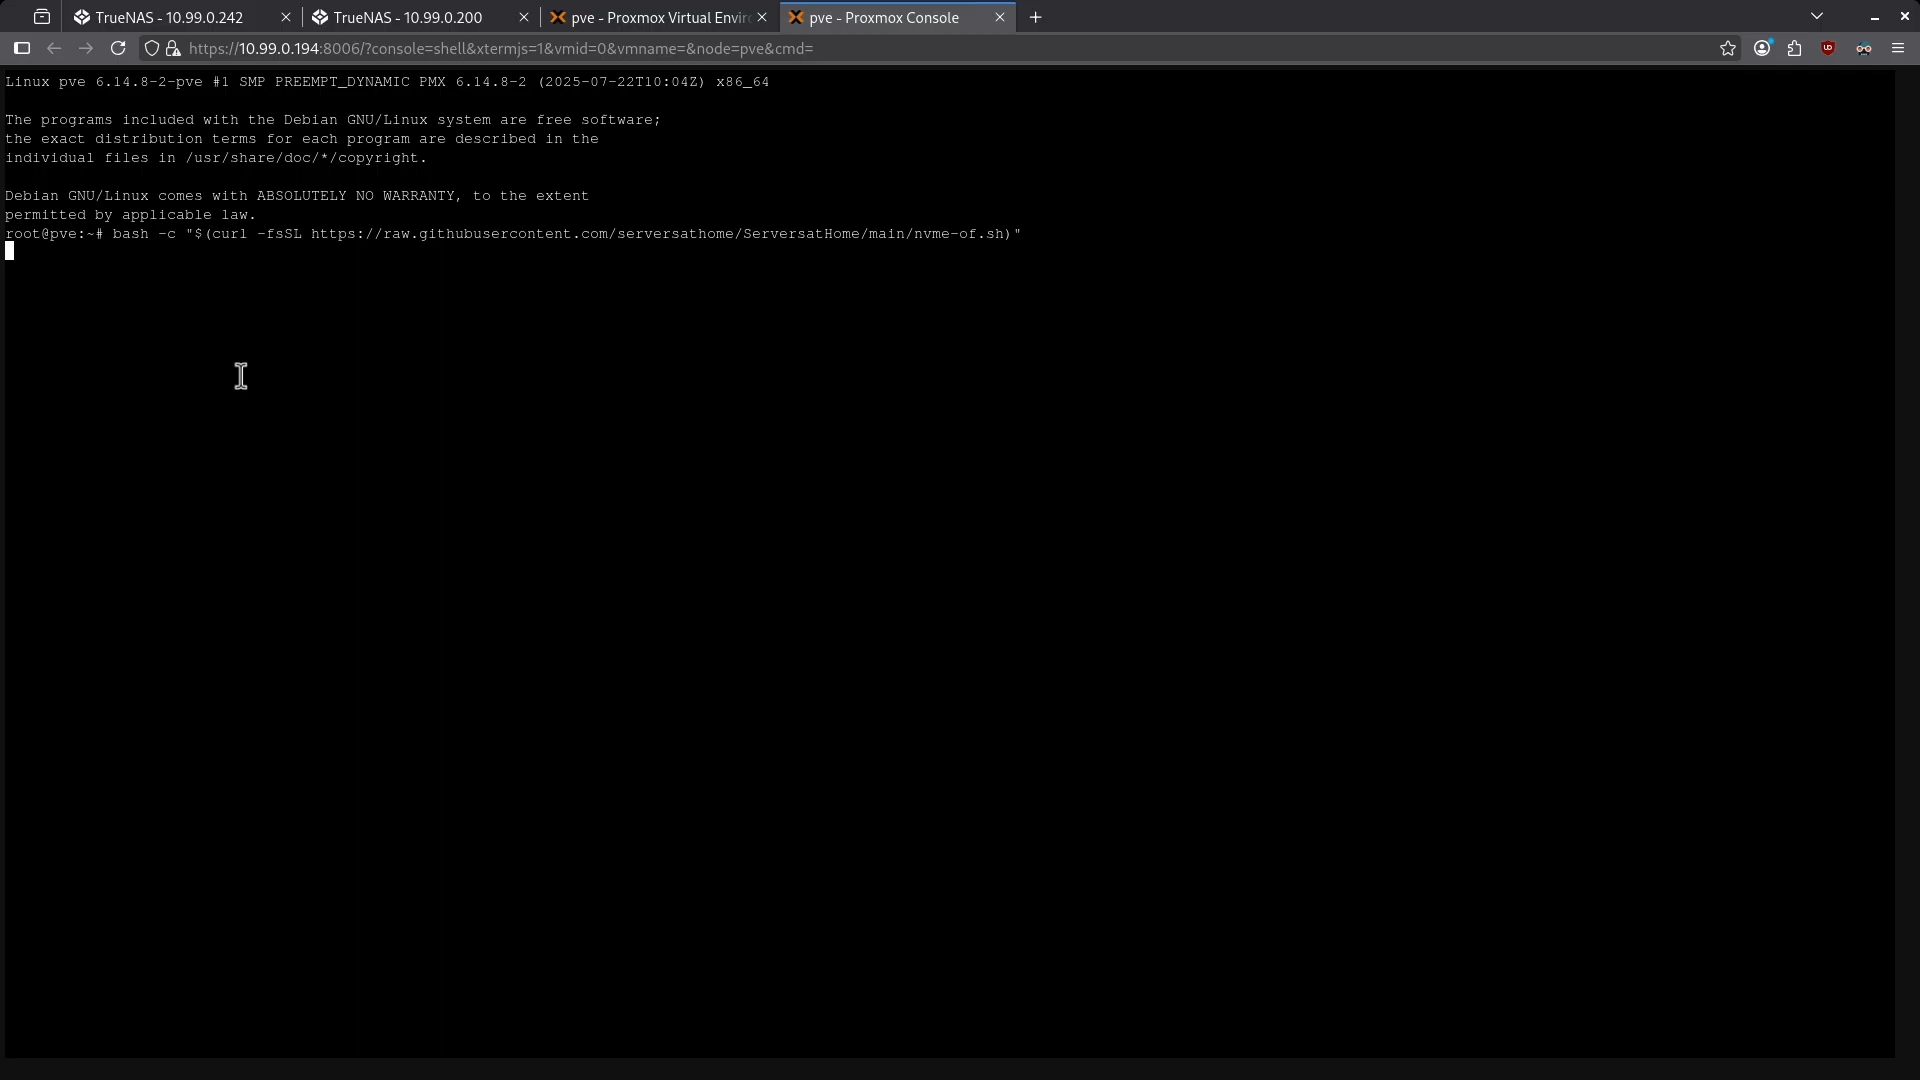 TrueNAS - 10.99.0.242
TrueNAS - 10.99.0.200
pve - Proxmox Virtual Envir
pve - Proxmox Console
https://10.99.0.194:8006/?console=shell&xtermjs=1&vmid=0&vmname=&node=pve&cmd=
Linux pve 6.14.8-2-pve #1 SMP PREEMPT_DYNAMIC PMX 6.14.8-2 (2025-07-22T10:04Z) x86_64
The programs included with the Debian GNU/Linux system are free software;
the exact distribution terms for each program are described in the
individual files in /usr/share/doc/*/copyright.
Debian GNU/Linux comes with ABSOLUTELY NO WARRANTY, to the extent
permitted by applicable law.
root@pve:~# bash -c "$(curl -fsSL https://raw.githubusercontent.com/serversathome/ServersatHome/main/nvme-of.sh)"